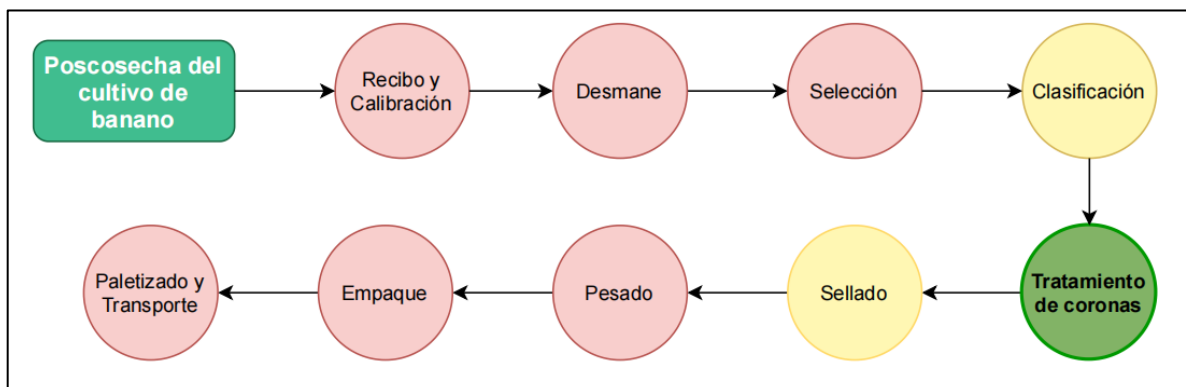 Poscosecha del
cultivo de
banano
Recibo y
Calibración
Desmane
Selección
Clasificación
Tratamiento
de coronas
Sellado
Pesado
Empaque
Paletizado y
Transporte